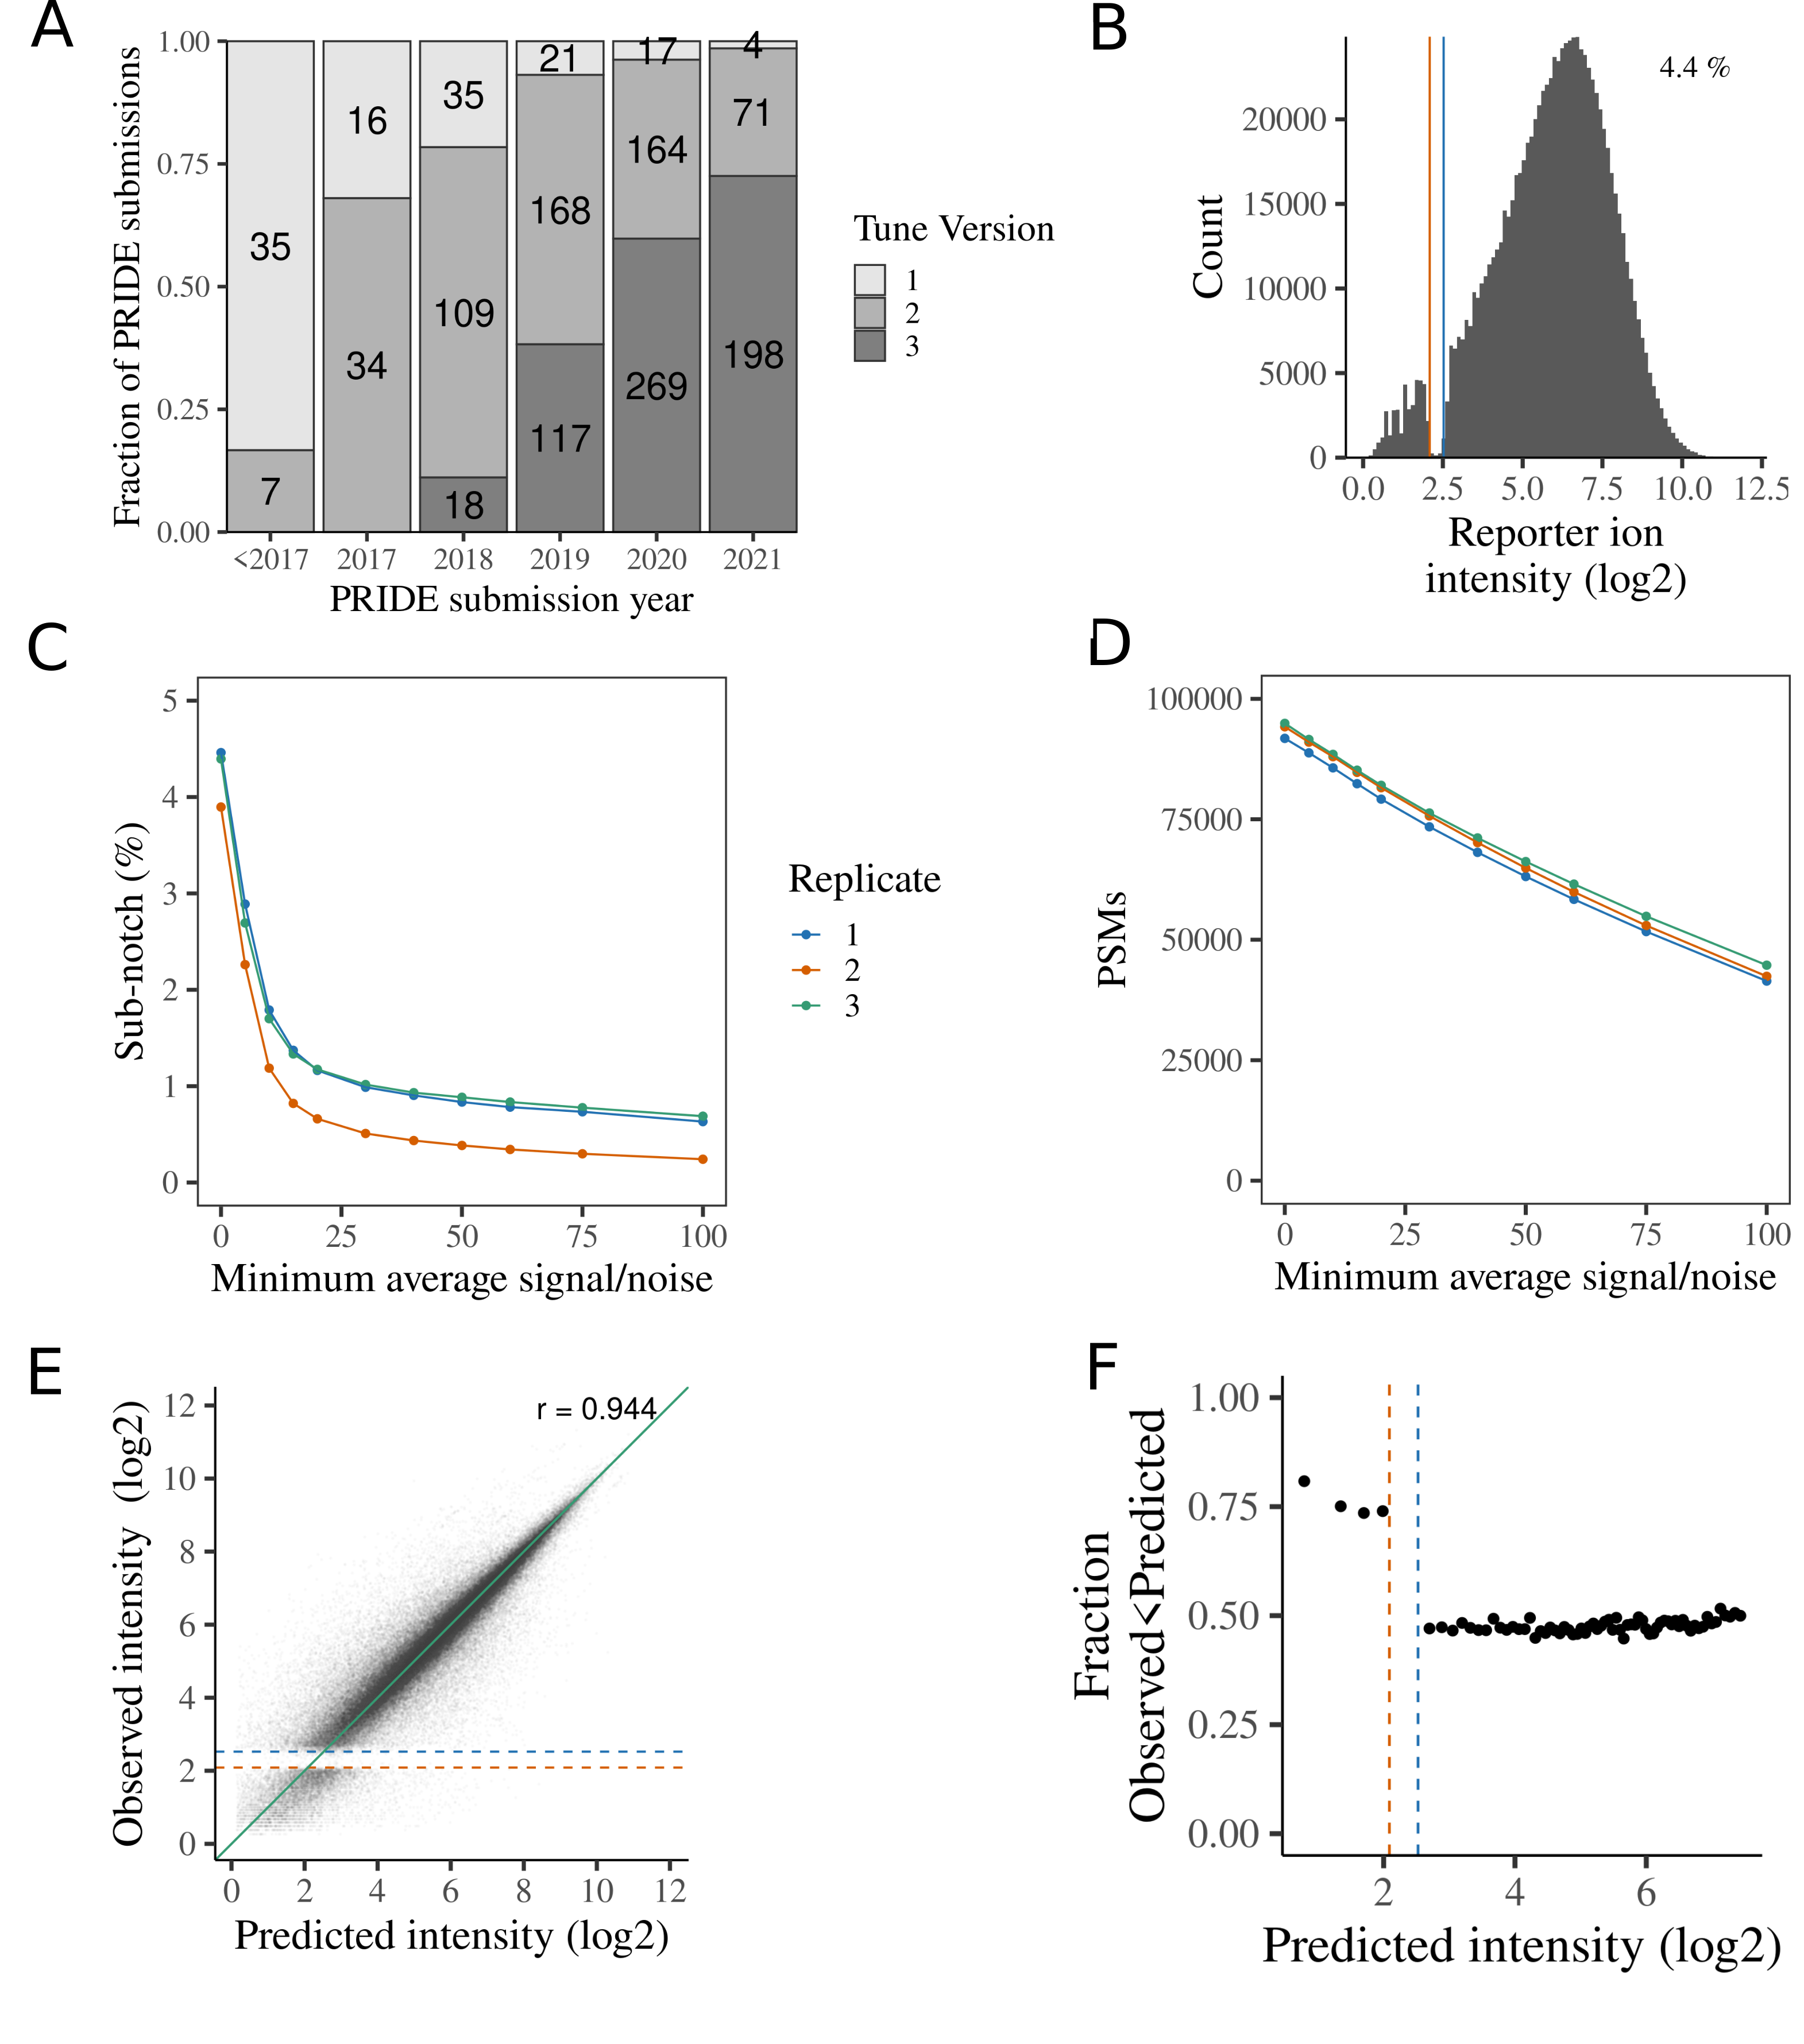 A
Fraction of PRIDE submissions
1.00
0.75
0.50
0.25
0.00
35
7
16
34
35
109
18
21
168
117
17
164
269
4
71
198
<2017 2017 2018 2019 2020 2021
PRIDE submission year
Tune Version
1
2
3
B
4.4 %
Count
20000
15000
10000
5000
0
0.0 2.5 5.0 7.5 10.0 12.5
Reporter ion
intensity (log2)
C
Sub-notch (%)
5
4
3
2
1
0
0 25 50 75 100
Minimum average signal/noise
Replicate
1
2
3
D
PSMs
100000
75000
50000
25000
0
0 25 50 75 100
Minimum average signal/noise
E
r = 0.944
Observed intensity (log2)
12
10
8
6
4
2
0
0 2 4 6 8 10 12
Predicted intensity (log2)
F
Fraction
Observed<Predicted
1.00
0.75
0.50
0.25
0.00
2 4 6
Predicted intensity (log2)